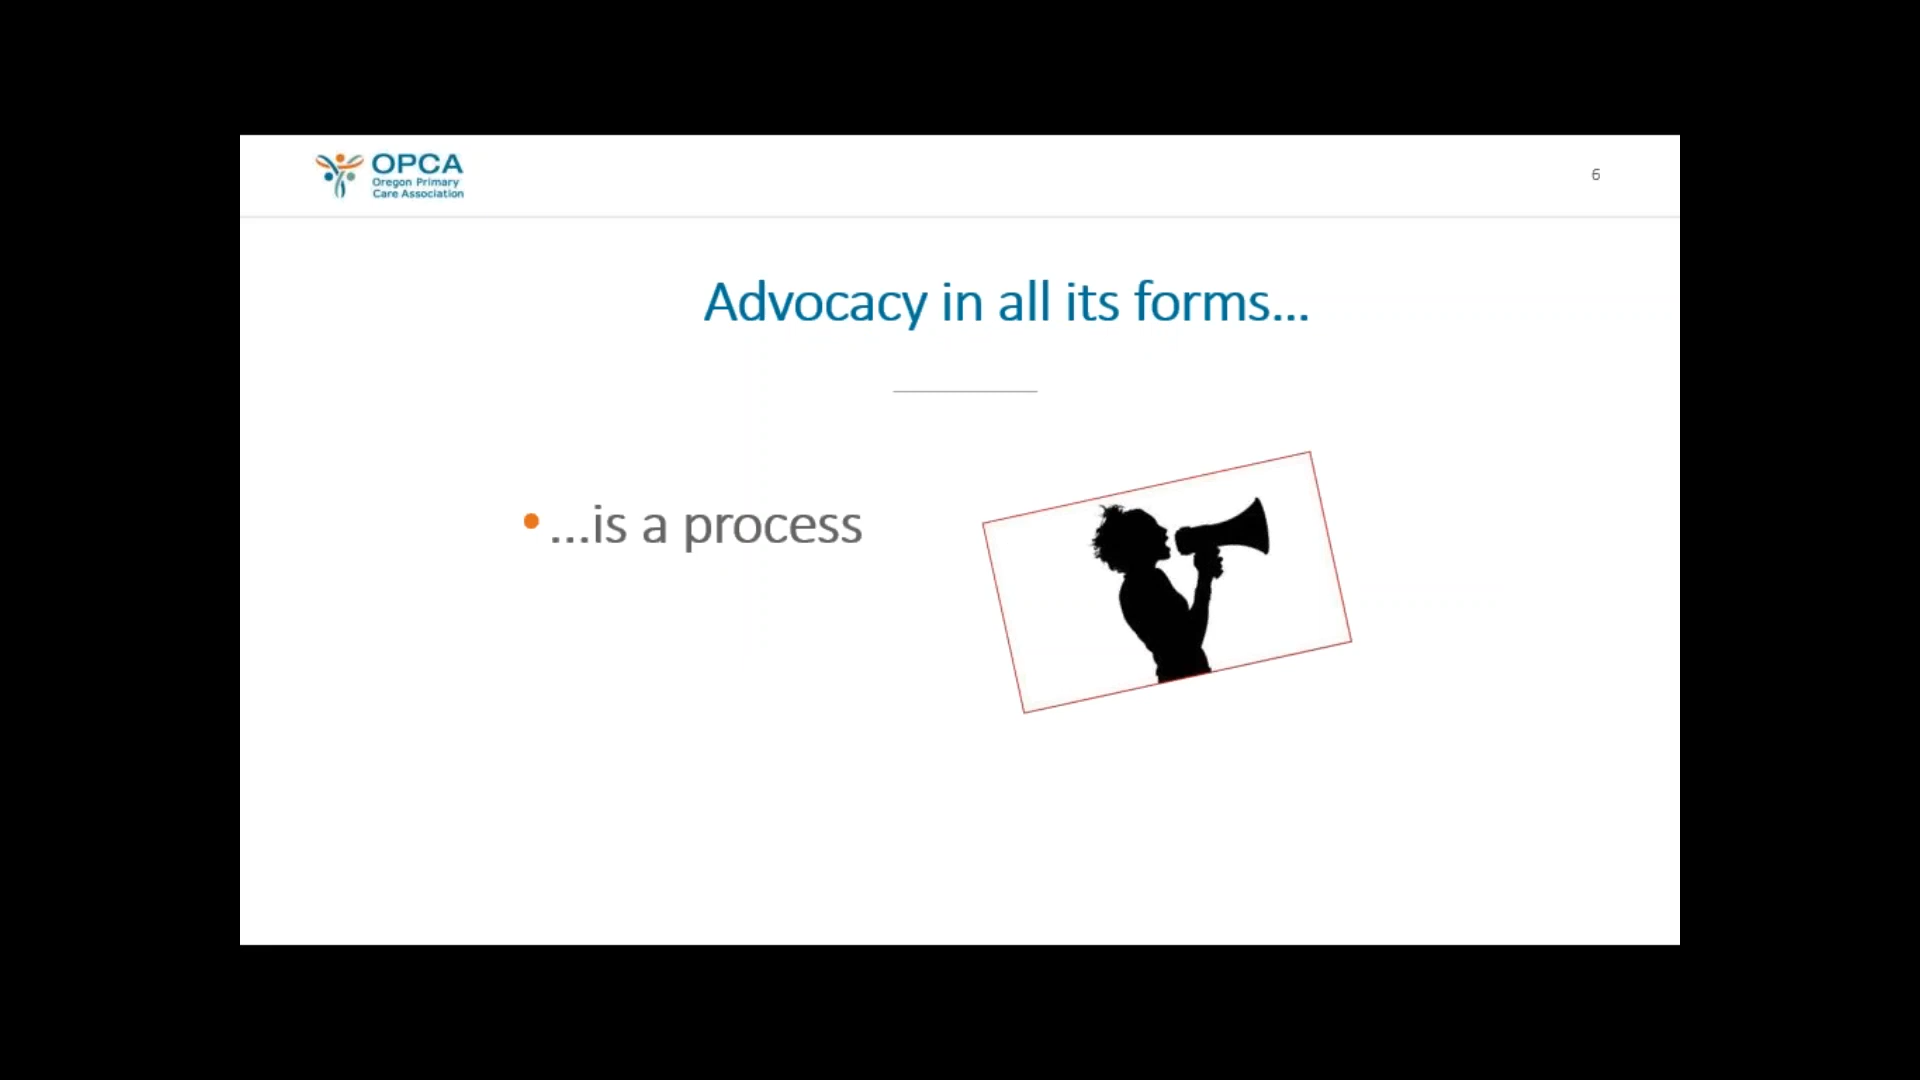 OPCA
Oregon Primary
Care Association
6
Advocacy in all its forms...
• ...is a process